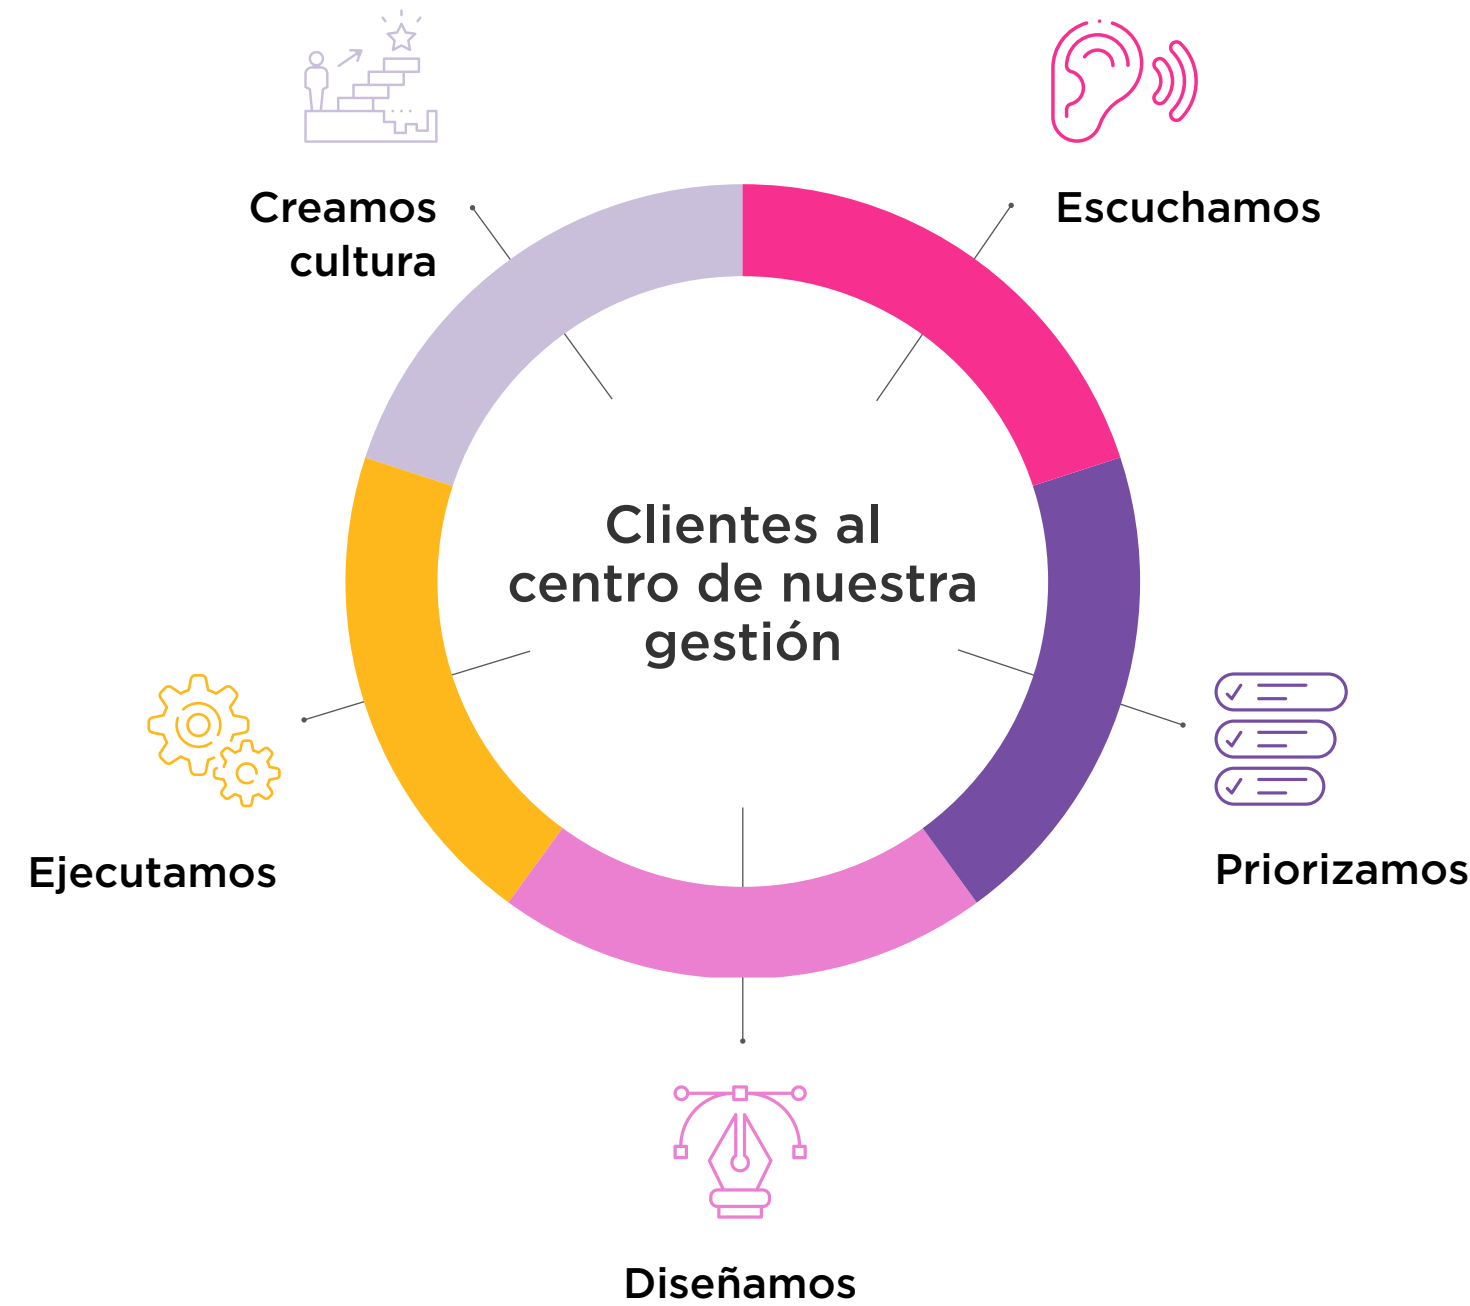 Creamos
cultura
Escuchamos
Clientes al
centro de nuestra
gestión
Ejecutamos
Priorizamos
Diseñamos